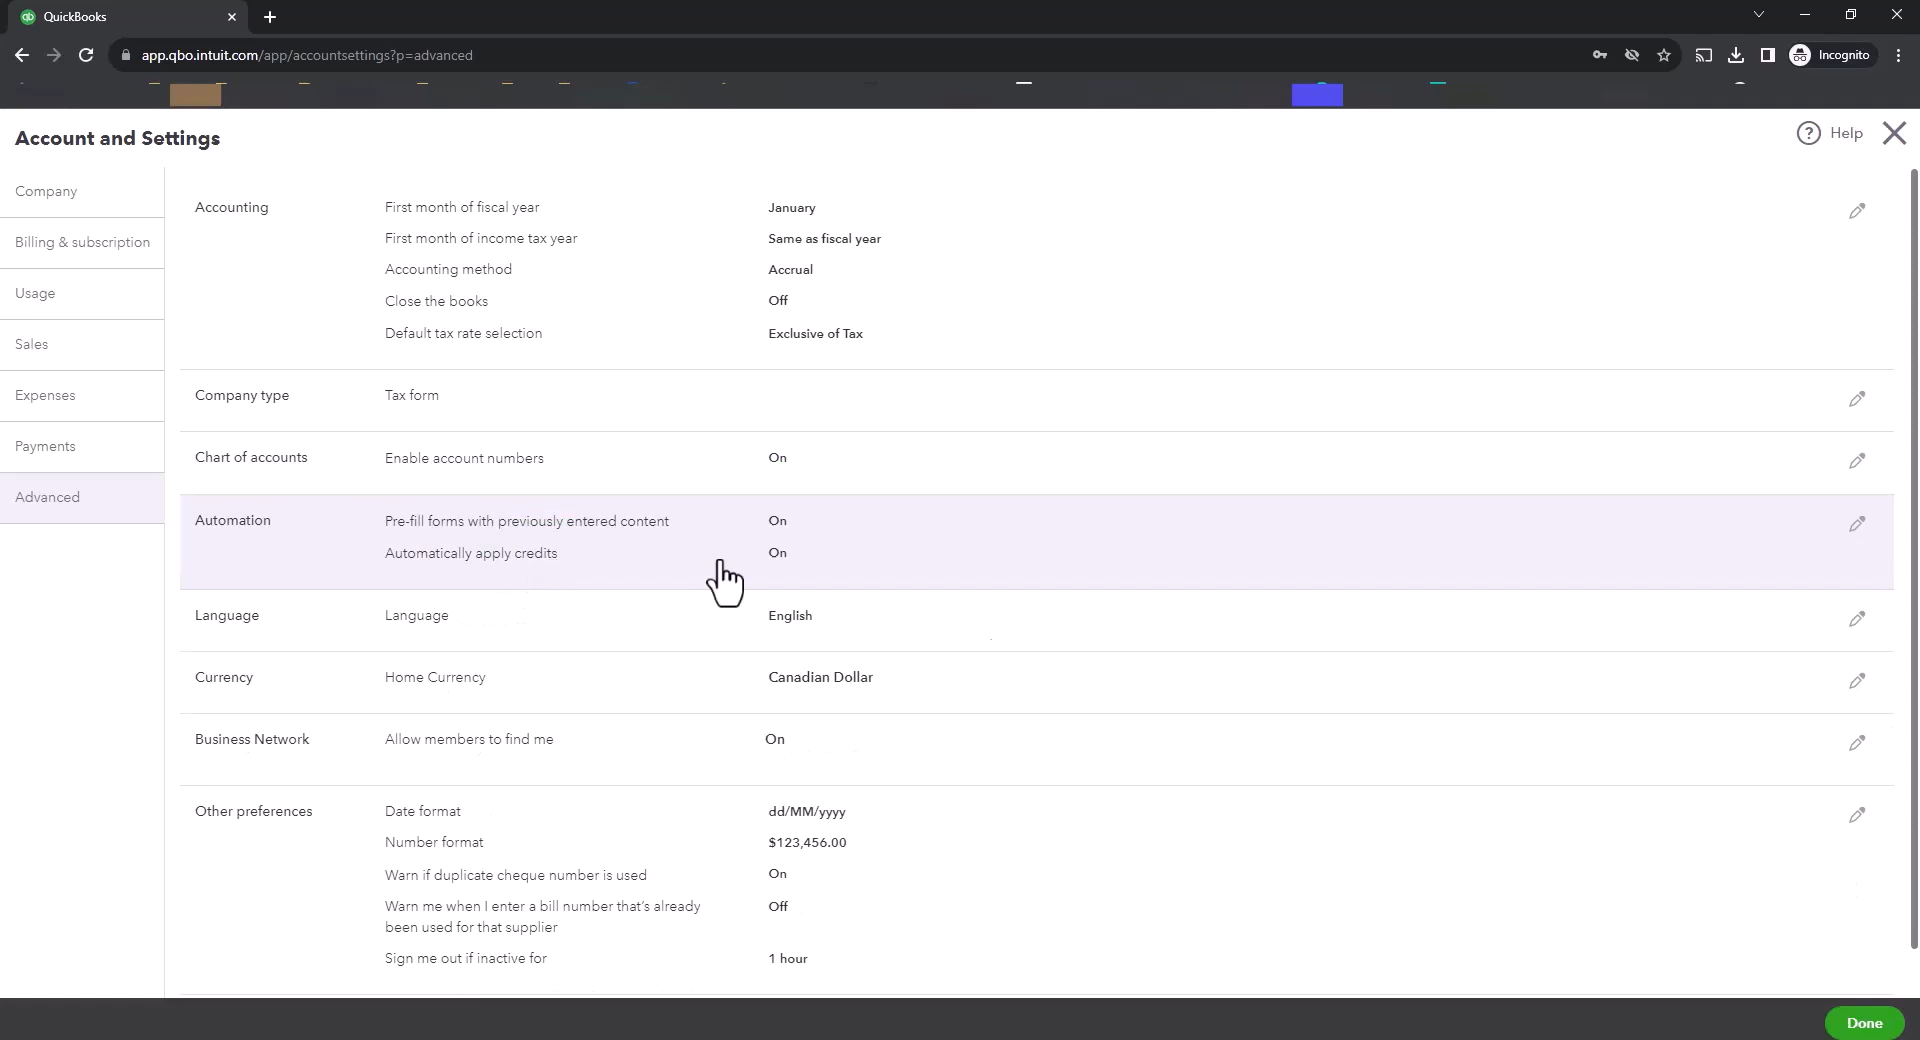 QuickBooks
app.qbo.intuit.com/app/accountsettings?p=advanced
Incognito
Account and Settings
Help
Company
Billing & subscription
Usage
Sales
Expenses
Payments
Advanced
Accounting
First month of fiscal year January
First month of income tax year Same as fiscal year
Accounting method Accrual
Close the books Off
Default tax rate selection Exclusive of Tax
Company type Tax form
Chart of accounts Enable account numbers On
Automation Pre-fill forms with previously entered content On
Automatically apply credits On
Language Language English
Currency Home Currency Canadian Dollar
Business Network Allow members to find me On
Other preferences Date format dd/MM/yyyy
Number format $123,456.00
Warn if duplicate cheque number is used On
Warn me when I enter a bill number that's already Off
been used for that supplier
Sign me out if inactive for 1 hour
Done